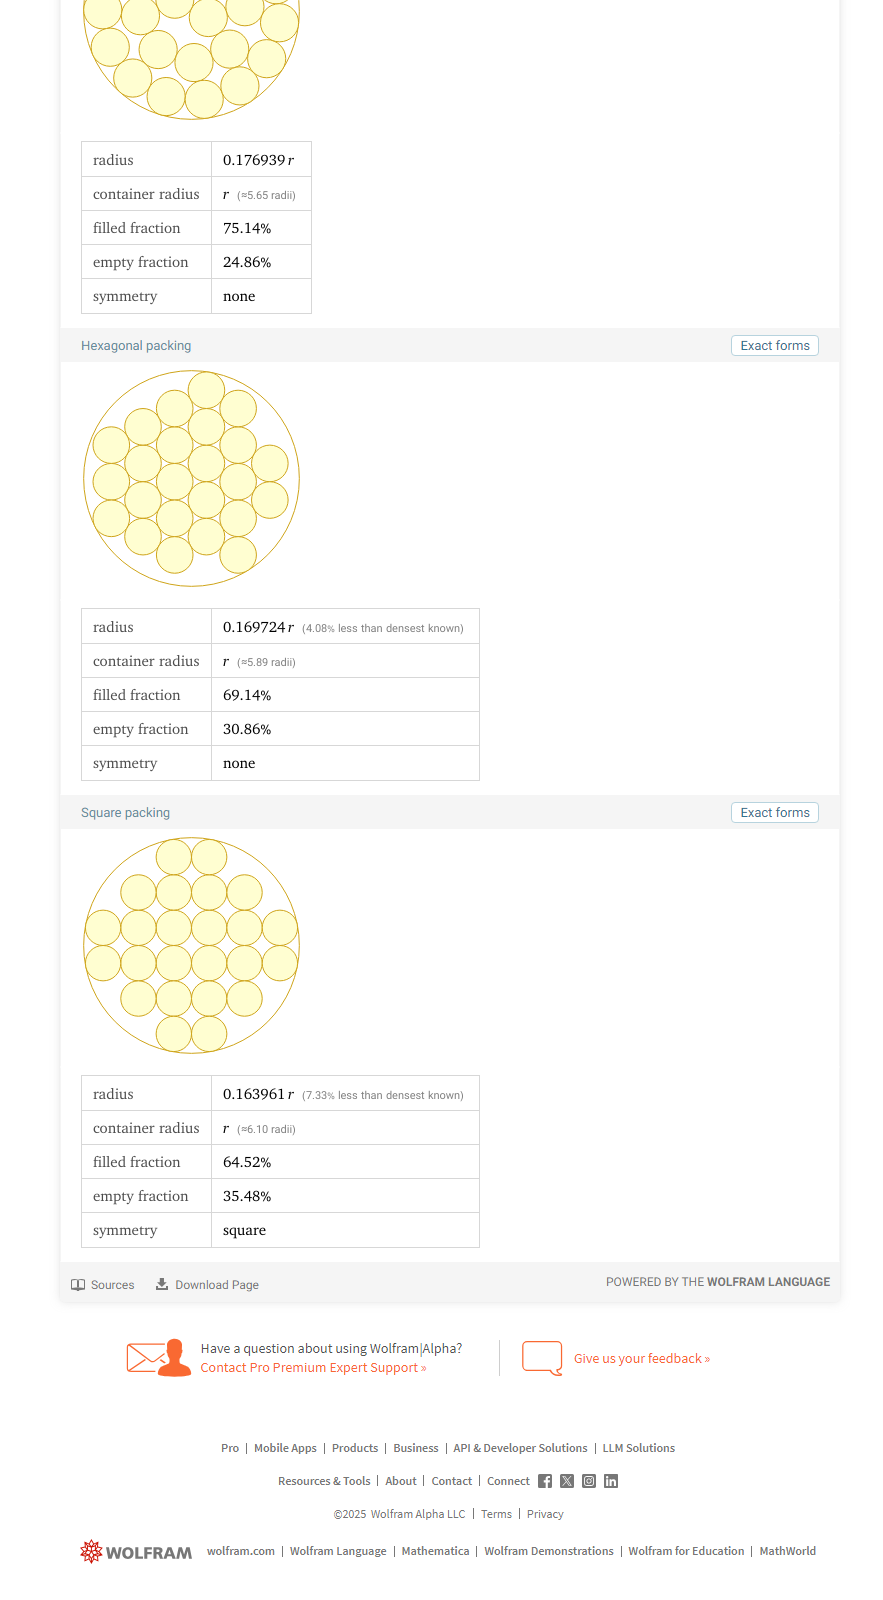 radius 0.176939 r
container radius r (≈5.65 radii)
filled fraction 75.14%
empty fraction 24.86%
symmetry none
Hexagonal packing Exact forms
radius 0.169724 r (4.08% less than densest known)
container radius r (≈5.89 radii)
filled fraction 69.14%
empty fraction 30.86%
symmetry none
Square packing Exact forms
radius 0.163961 r (7.33% less than densest known)
container radius r (≈6.10 radii)
filled fraction 64.52%
empty fraction 35.48%
symmetry square
Sources Download Page POWERED BY THE WOLFRAM LANGUAGE
Have a question about using Wolfram|Alpha?
Contact Pro Premium Expert Support »
Give us your feedback »
Pro | Mobile Apps | Products | Business | API & Developer Solutions | LLM Solutions
Resources & Tools | About | Contact | Connect
©2025 Wolfram Alpha LLC | Terms | Privacy
WOLFRAM wolfram.com | Wolfram Language | Mathematica | Wolfram Demonstrations | Wolfram for Education | MathWorld